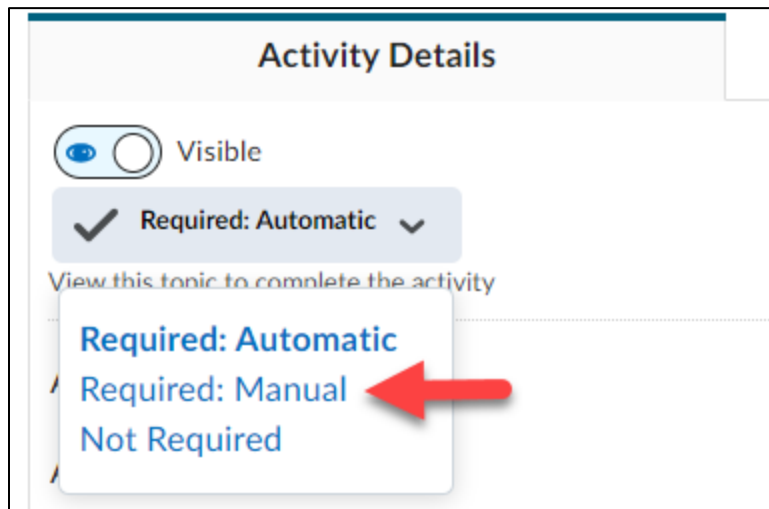 Activity Details
Visible
Required: Automatic
View this topic to complete the activity
Required: Automatic
Required: Manual
Not Required